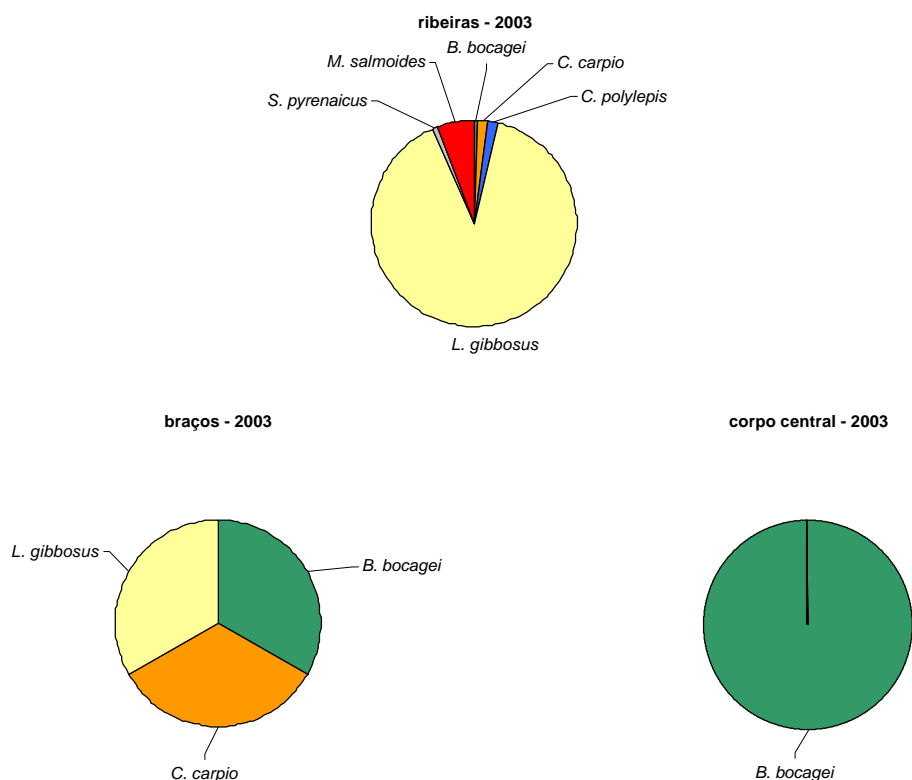 ribeiras - 2003
B. bocagei
M. salmoides
C. carpio
S. pyrenaicus
C. polylepis
L. gibbosus
braços - 2003
corpo central - 2003
L. gibbosus
B. bocagei
C. carpio
B. bocagei